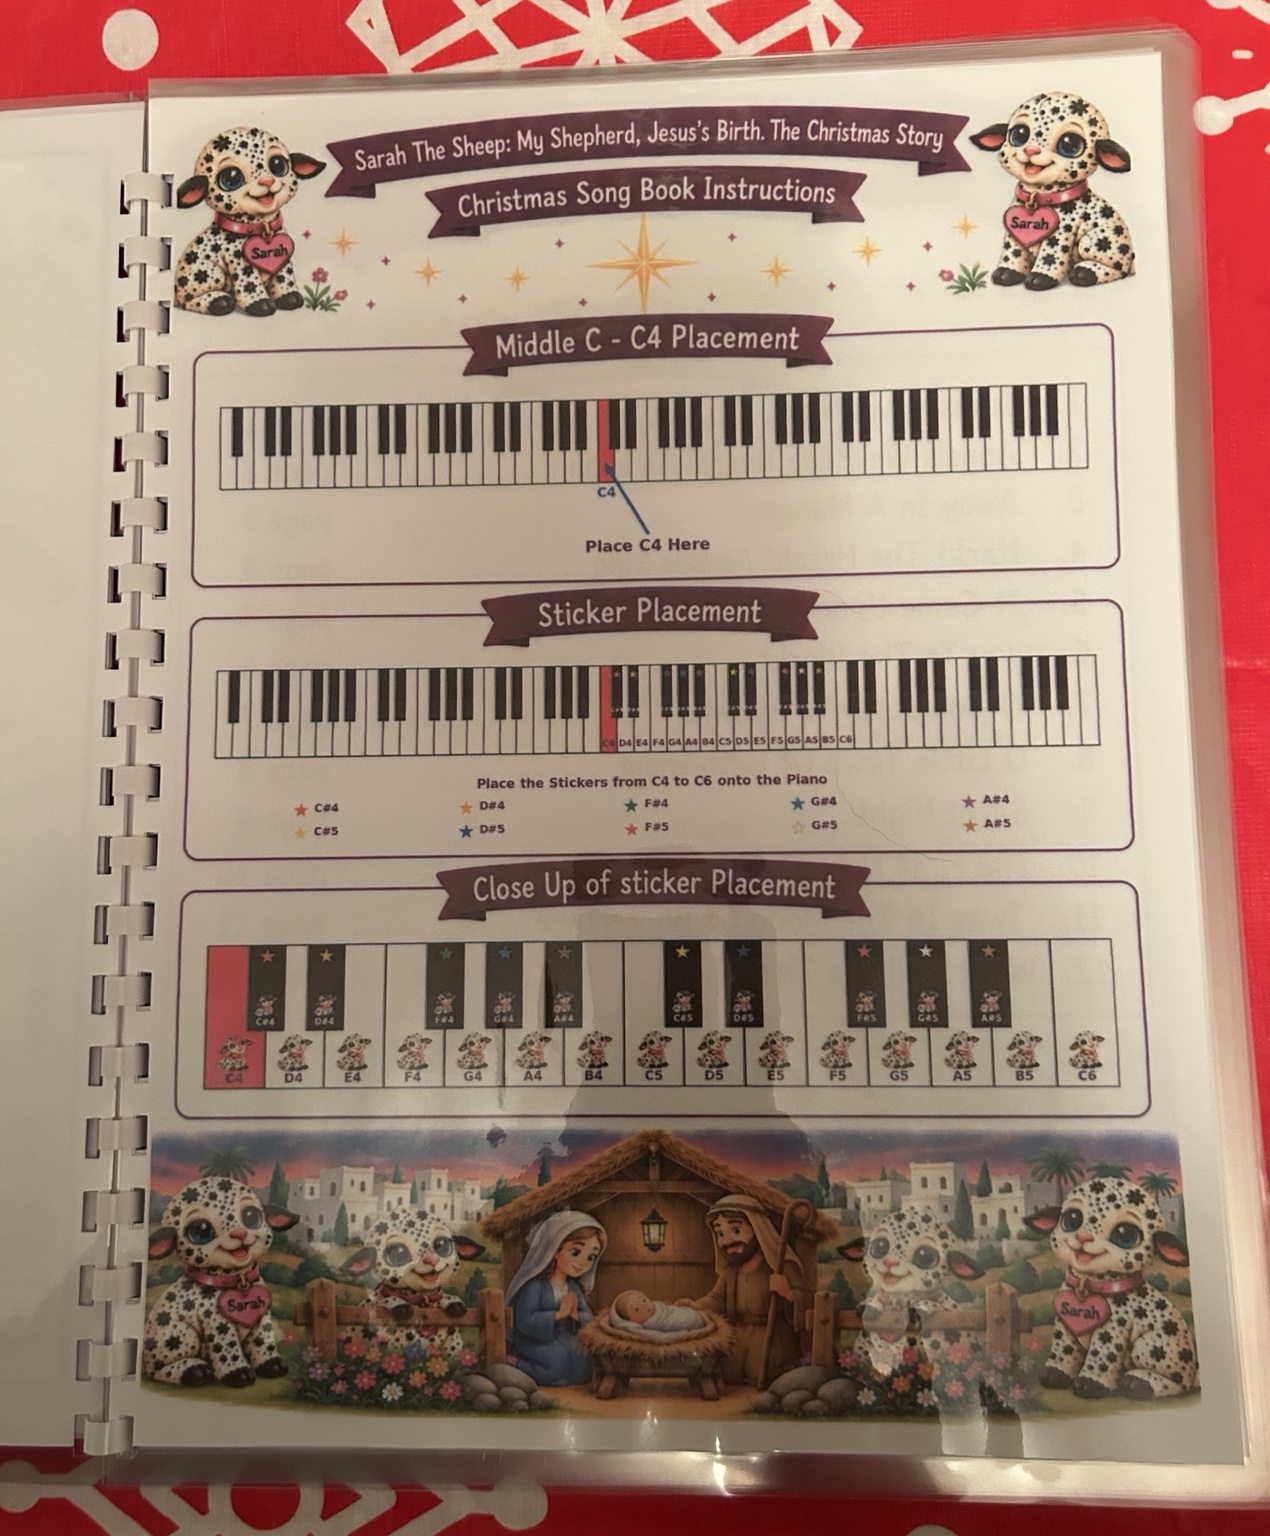 Sarah The Sheep: My Shepherd, Jesus's Birth. The Christmas Story
Christmas Song Book Instructions
Sarah
Sarah
Middle C - C4 Placement
C4
Place C4 Here
Sticker Placement
C4 D4 E4 F4 G4 A4 B4 C5 D5 E5 F5 G5 A5 B5 C6
Place the Stickers from C4 to C6 onto the Piano
C#4 D#4 F#4 G#4 A#4
C#5 D#5 F#5 G#5 A#5
Close Up of sticker Placement
C#4 D#4 F#4 G#4 A#4 C#5 D#5 F#5 G#5 A#5
C4 D4 E4 F4 G4 A4 B4 C5 D5 E5 F5 G5 A5 B5 C6
Sarah
Sarah